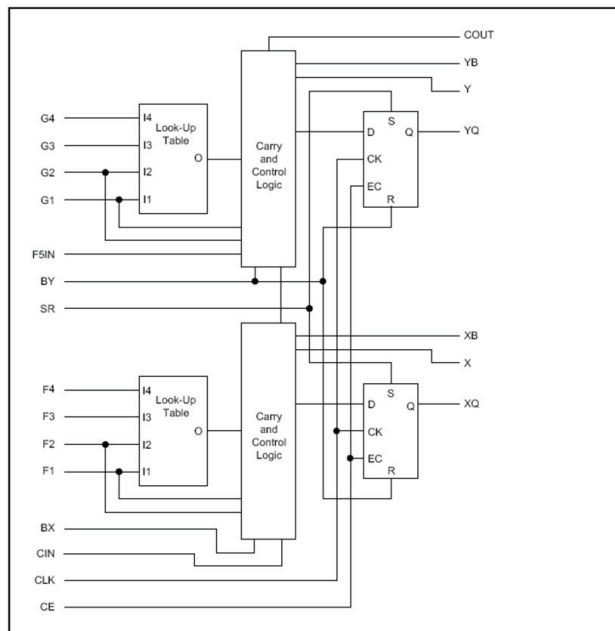 COUT
YB
Y
G4
I4
Look-Up
Table
S
D
Q
YQ
G3
I3
O
Carry
and
Control
Logic
CK
G2
I2
EC
G1
I1
R
F5IN
BY
SR
XB
X
F4
I4
Look-Up
Table
S
D
Q
XQ
F3
I3
O
Carry
and
Control
Logic
CK
F2
I2
EC
F1
I1
R
BX
CIN
CLK
CE